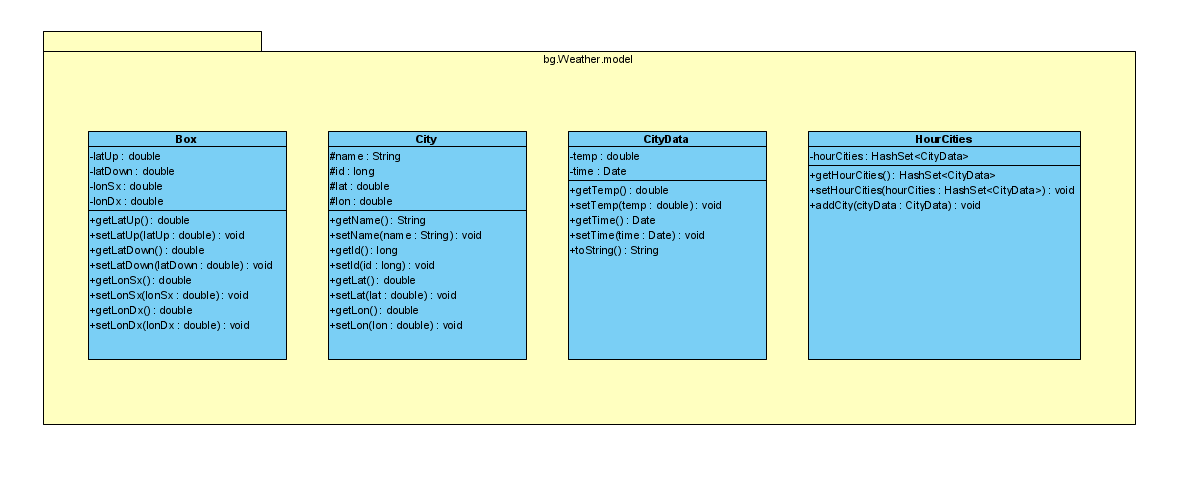 bg.Weather.model
Box
-latUp : double
-latDown : double
-lonSx : double
-lonDx : double
+getLatUp() : double
+setLatUp(latUp : double) : void
+getLatDown() : double
+setLatDown(latDown : double) : void
+getLonSx() : double
+setLonSx(lonSx : double) : void
+getLonDx() : double
+setLonDx(lonDx : double) : void
City
#name : String
#id : long
#lat : double
#lon : double
+getName() : String
+setName(name : String) : void
+getId() : long
+setId(id : long) : void
+getLat() : double
+setLat(lat : double) : void
+getLon() : double
+setLon(lon : double) : void
CityData
-temp : double
-time : Date
+getTemp() : double
+setTemp(temp : double) : void
+getTime() : Date
+setTime(time : Date) : void
+toString() : String
HourCities
-hourCities : HashSet<CityData>
+getHourCities() : HashSet<CityData>
+setHourCities(hourCities : HashSet<CityData>) : void
+addCity(cityData : CityData) : void